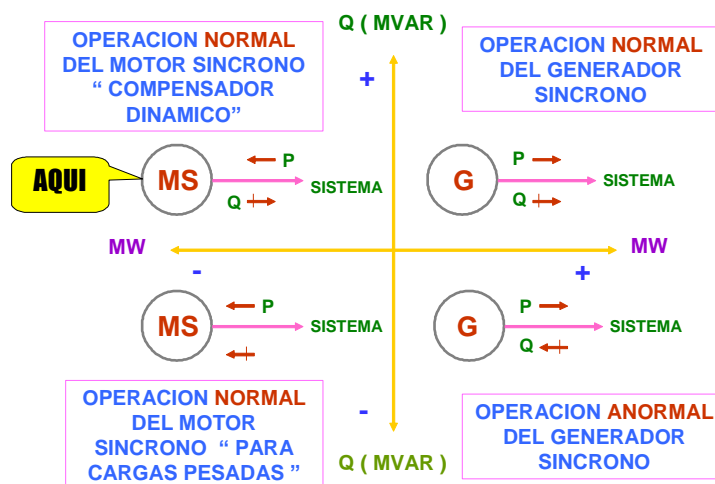 Q ( MVAR )
OPERACION NORMAL
DEL MOTOR SINCRONO
“ COMPENSADOR
DINAMICO”
OPERACION NORMAL
DEL GENERADOR
SINCRONO
+
AQUI
MS
P
Q
SISTEMA
G
P
Q
SISTEMA
MW
-
+
MW
MS
P
SISTEMA
G
P
Q
SISTEMA
OPERACION NORMAL
DEL MOTOR
SINCRONO “ PARA
CARGAS PESADAS ”
-
Q ( MVAR )
OPERACION ANORMAL
DEL GENERADOR
SINCRONO